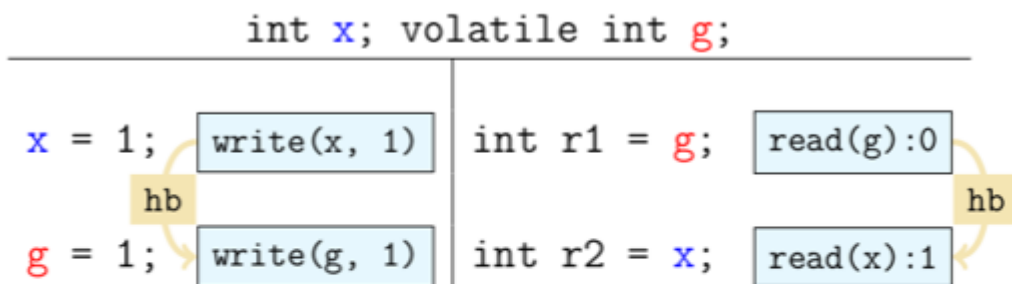 int x; volatile int g;
x = 1; write(x, 1) int r1 = g; read(g):0
hb hb
g = 1; write(g, 1) int r2 = x; read(x):1